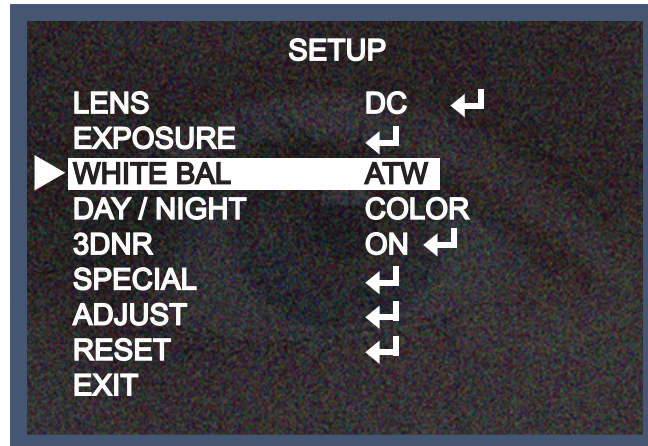 SETUP
LENS DC ↵
EXPOSURE ↵
WHITE BAL ATW
DAY / NIGHT COLOR
3DNR ON ↵
SPECIAL ↵
ADJUST ↵
RESET ↵
EXIT